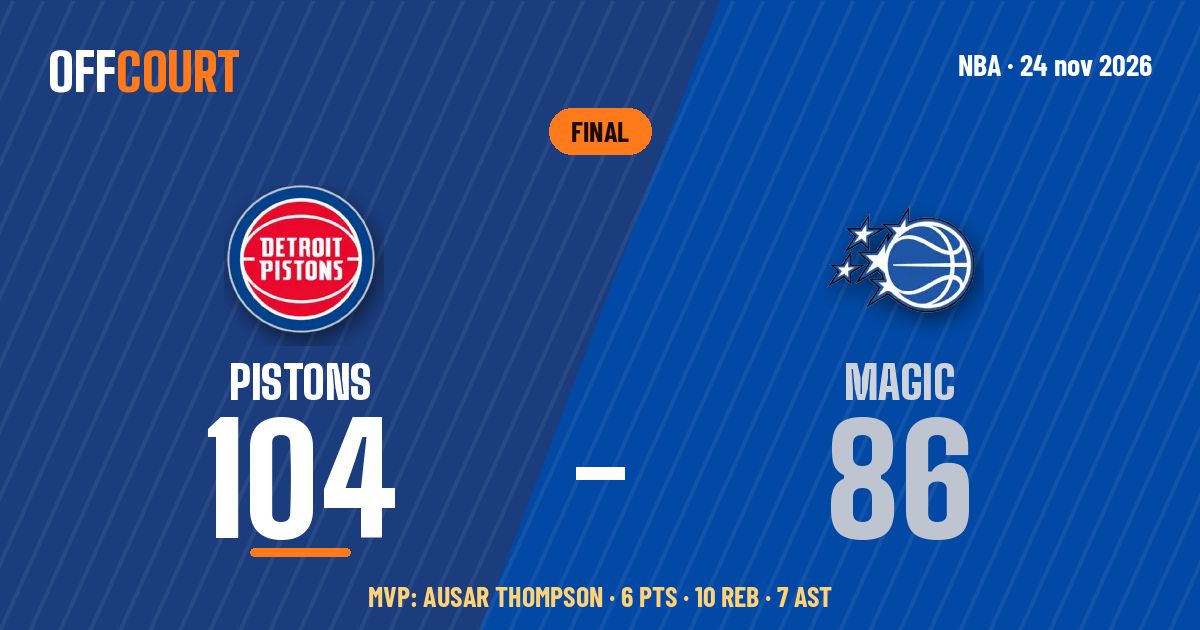 OFFCOURT
NBA · 24 nov 2026
FINAL
DETROIT
PISTONS
PISTONS
MAGIC
104
–
86
MVP: AUSAR THOMPSON · 6 PTS · 10 REB · 7 AST